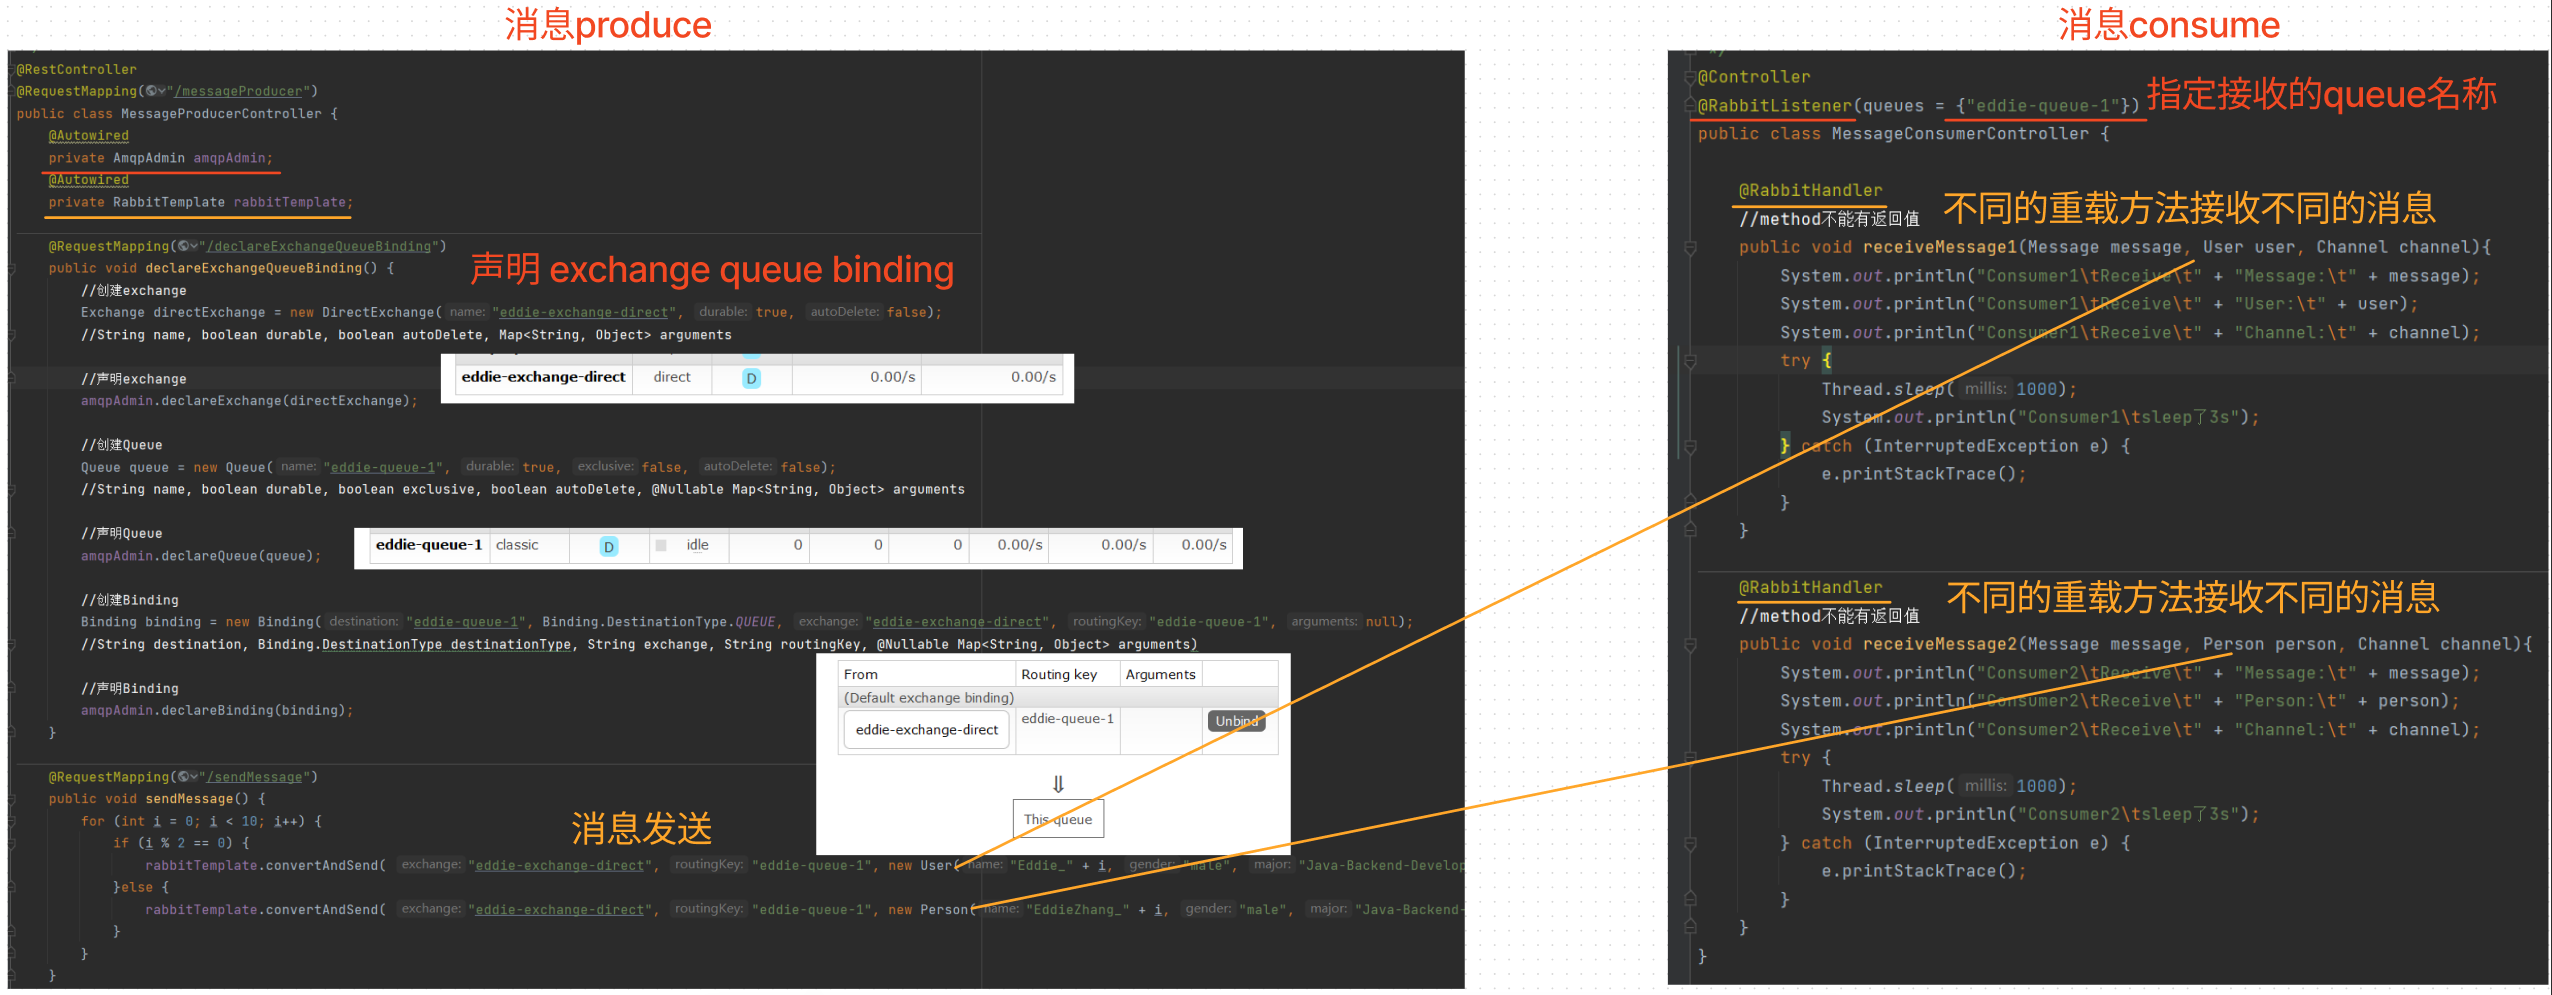 消息produce
@RestController
@RequestMapping("/messageProducer")
public class MessageProducerController {
@Autowired
private AmqpAdmin amqpAdmin;
@Autowired
private RabbitTemplate rabbitTemplate;
@RequestMapping("/declareExchangeQueueBinding")
public void declareExchangeQueueBinding() {
声明 exchange queue binding
//创建exchange
Exchange directExchange = new DirectExchange( name: "eddie-exchange-direct", durable: true, autoDelete: false);
//String name, boolean durable, boolean autoDelete, Map<String, Object> arguments
eddie-exchange-direct direct D 0.00/s 0.00/s
//声明exchange
amqpAdmin.declareExchange(directExchange);
//创建Queue
Queue queue = new Queue( name: "eddie-queue-1", durable: true, exclusive: false, autoDelete: false);
//String name, boolean durable, boolean exclusive, boolean autoDelete, @Nullable Map<String, Object> arguments
//声明Queue
eddie-queue-1 classic D idle 0 0 0 0.00/s 0.00/s 0.00/s
amqpAdmin.declareQueue(queue);
//创建Binding
Binding binding = new Binding( destination: "eddie-queue-1", Binding.DestinationType.QUEUE, exchange: "eddie-exchange-direct", routingKey: "eddie-queue-1", arguments: null);
//String destination, Binding.DestinationType destinationType, String exchange, String routingKey, @Nullable Map<String, Object> arguments)
//声明Binding
amqpAdmin.declareBinding(binding);
}
From Routing key Arguments
(Default exchange binding)
eddie-exchange-direct eddie-queue-1 Unbind
⇓
This queue
@RequestMapping("/sendMessage")
public void sendMessage() {
消息发送
for (int i = 0; i < 10; i++) {
if (i % 2 == 0) {
rabbitTemplate.convertAndSend( exchange: "eddie-exchange-direct", routingKey: "eddie-queue-1", new User( name: "Eddie_" + i, gender: "male", major: "Java-Backend-Develop
}else {
rabbitTemplate.convertAndSend( exchange: "eddie-exchange-direct", routingKey: "eddie-queue-1", new Person( name: "EddieZhang_" + i, gender: "male", major: "Java-Backend-
}
}
}
消息consume
*/
@Controller
@RabbitListener(queues = {"eddie-queue-1"})
指定接收的queue名称
public class MessageConsumerController {
@RabbitHandler
不同的重载方法接收不同的消息
//method不能有返回值
public void receiveMessage1(Message message, User user, Channel channel){
System.out.println("Consumer1\tReceive\t" + "Message:\t" + message);
System.out.println("Consumer1\tReceive\t" + "User:\t" + user);
System.out.println("Consumer1\tReceive\t" + "Channel:\t" + channel);
try {
Thread.sleep( millis: 1000);
System.out.println("Consumer1\tsleep了3s");
} catch (InterruptedException e) {
e.printStackTrace();
}
}
@RabbitHandler
不同的重载方法接收不同的消息
//method不能有返回值
public void receiveMessage2(Message message, Person person, Channel channel){
System.out.println("Consumer2\tReceive\t" + "Message:\t" + message);
System.out.println("Consumer2\tReceive\t" + "Person:\t" + person);
System.out.println("Consumer2\tReceive\t" + "Channel:\t" + channel);
try {
Thread.sleep( millis: 1000);
System.out.println("Consumer2\tsleep了3s");
} catch (InterruptedException e) {
e.printStackTrace();
}
}
}